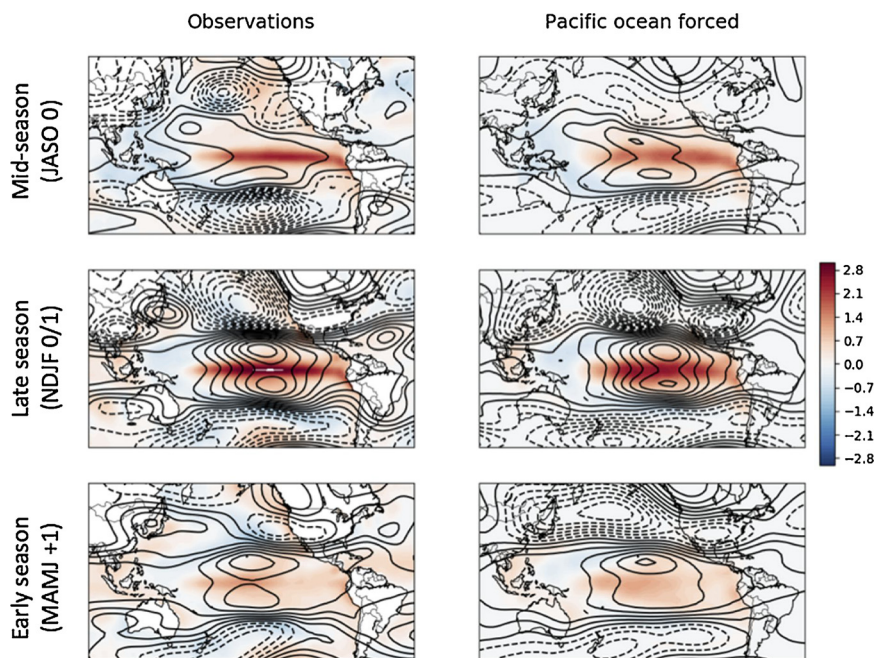 Observations
Pacific ocean forced
Mid-season
(JASO 0)
Late season
(NDJF 0/1)
2.8
2.1
1.4
0.7
0.0
−0.7
−1.4
−2.1
−2.8
Early season
(MAMJ +1)